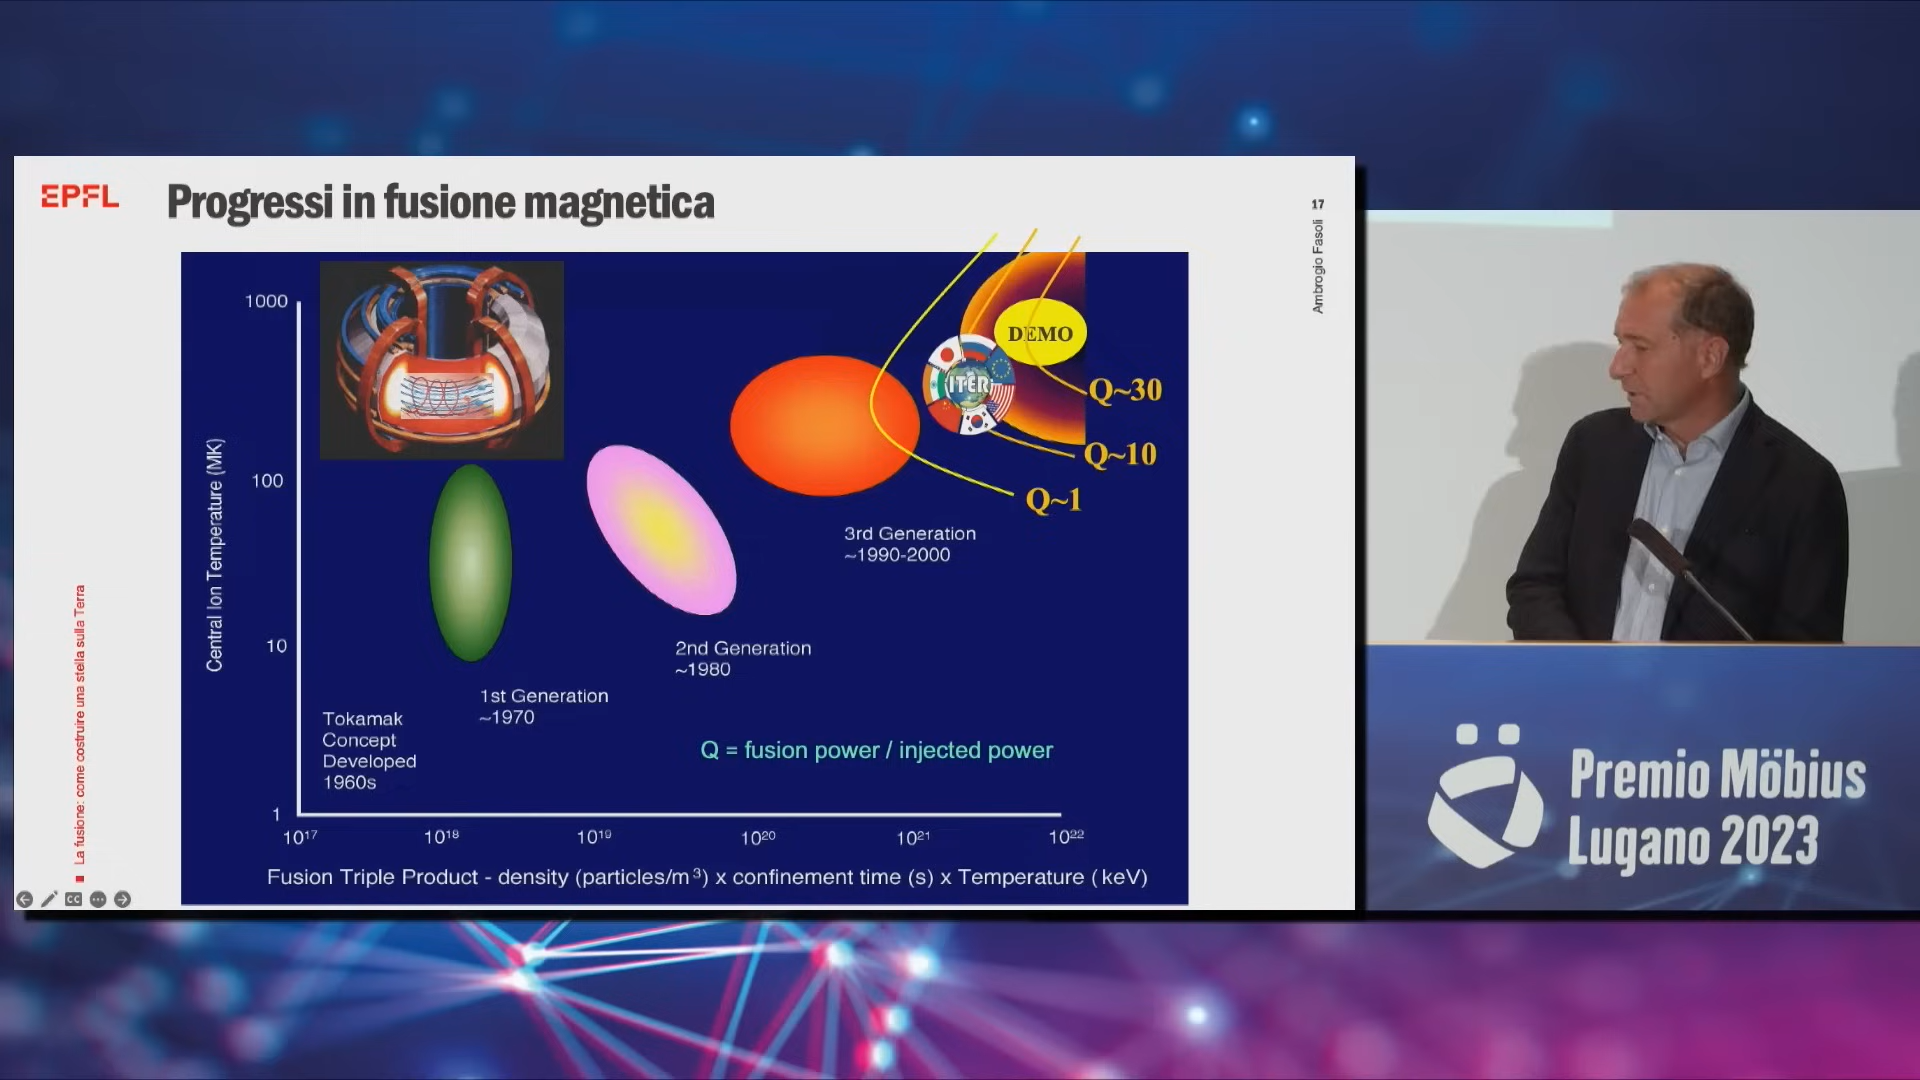 EPFL
Progressi in fusione magnetica
17
Ambrogio Fasoli
La fusione: come costruire una stella sulla Terra
Central Ion Temperature (MK)
1000
100
10
1
DEMO
ITER
Q~30
Q~10
Q~1
3rd Generation
~1990-2000
2nd Generation
~1980
1st Generation
~1970
Tokamak
Concept
Developed
1960s
Q = fusion power / injected power
10¹⁷ 10¹⁸ 10¹⁹ 10²⁰ 10²¹ 10²²
Fusion Triple Product - density (particles/m³) x confinement time (s) x Temperature (keV)
CC
Premio Möbius
Lugano 2023